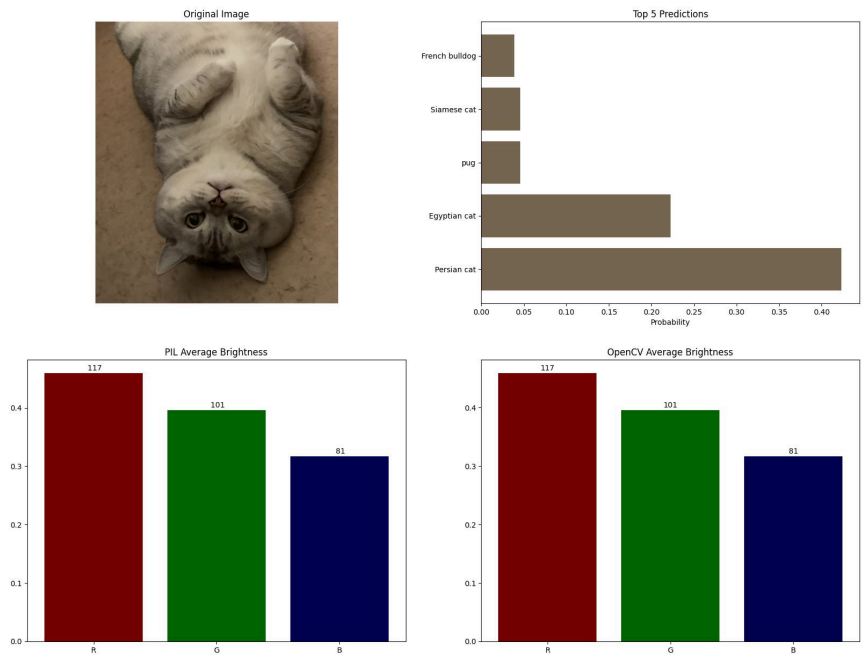 Original Image
Top 5 Predictions
French bulldog
Siamese cat
pug
Egyptian cat
Persian cat
0.00 0.05 0.10 0.15 0.20 0.25 0.30 0.35 0.40
Probability
PIL Average Brightness
117
101
81
0.4
0.3
0.2
0.1
0.0
R G B
OpenCV Average Brightness
117
101
81
0.4
0.3
0.2
0.1
0.0
R G B